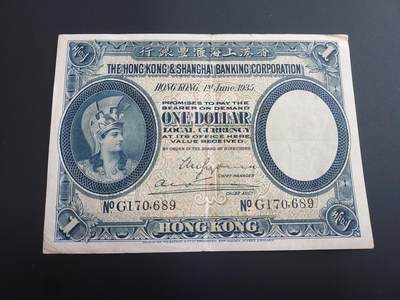 行銀豐滙海上港香
1
1
THE HONG KONG & SHANGHAI BANKING CORPORATION
HONG KONG, 1st June, 1935.
PROMISES TO PAY THE
BEARER ON DEMAND
ONE DOLLAR
LOCAL CURRENCY
AT ITS OFFICE HERE
VALUE RECEIVED.
BY ORDER OF THE BOARD OF DIRECTORS
CHIEF MANAGER
CHIEF ACCT
No G170,689
No G170,689
1
HONG KONG